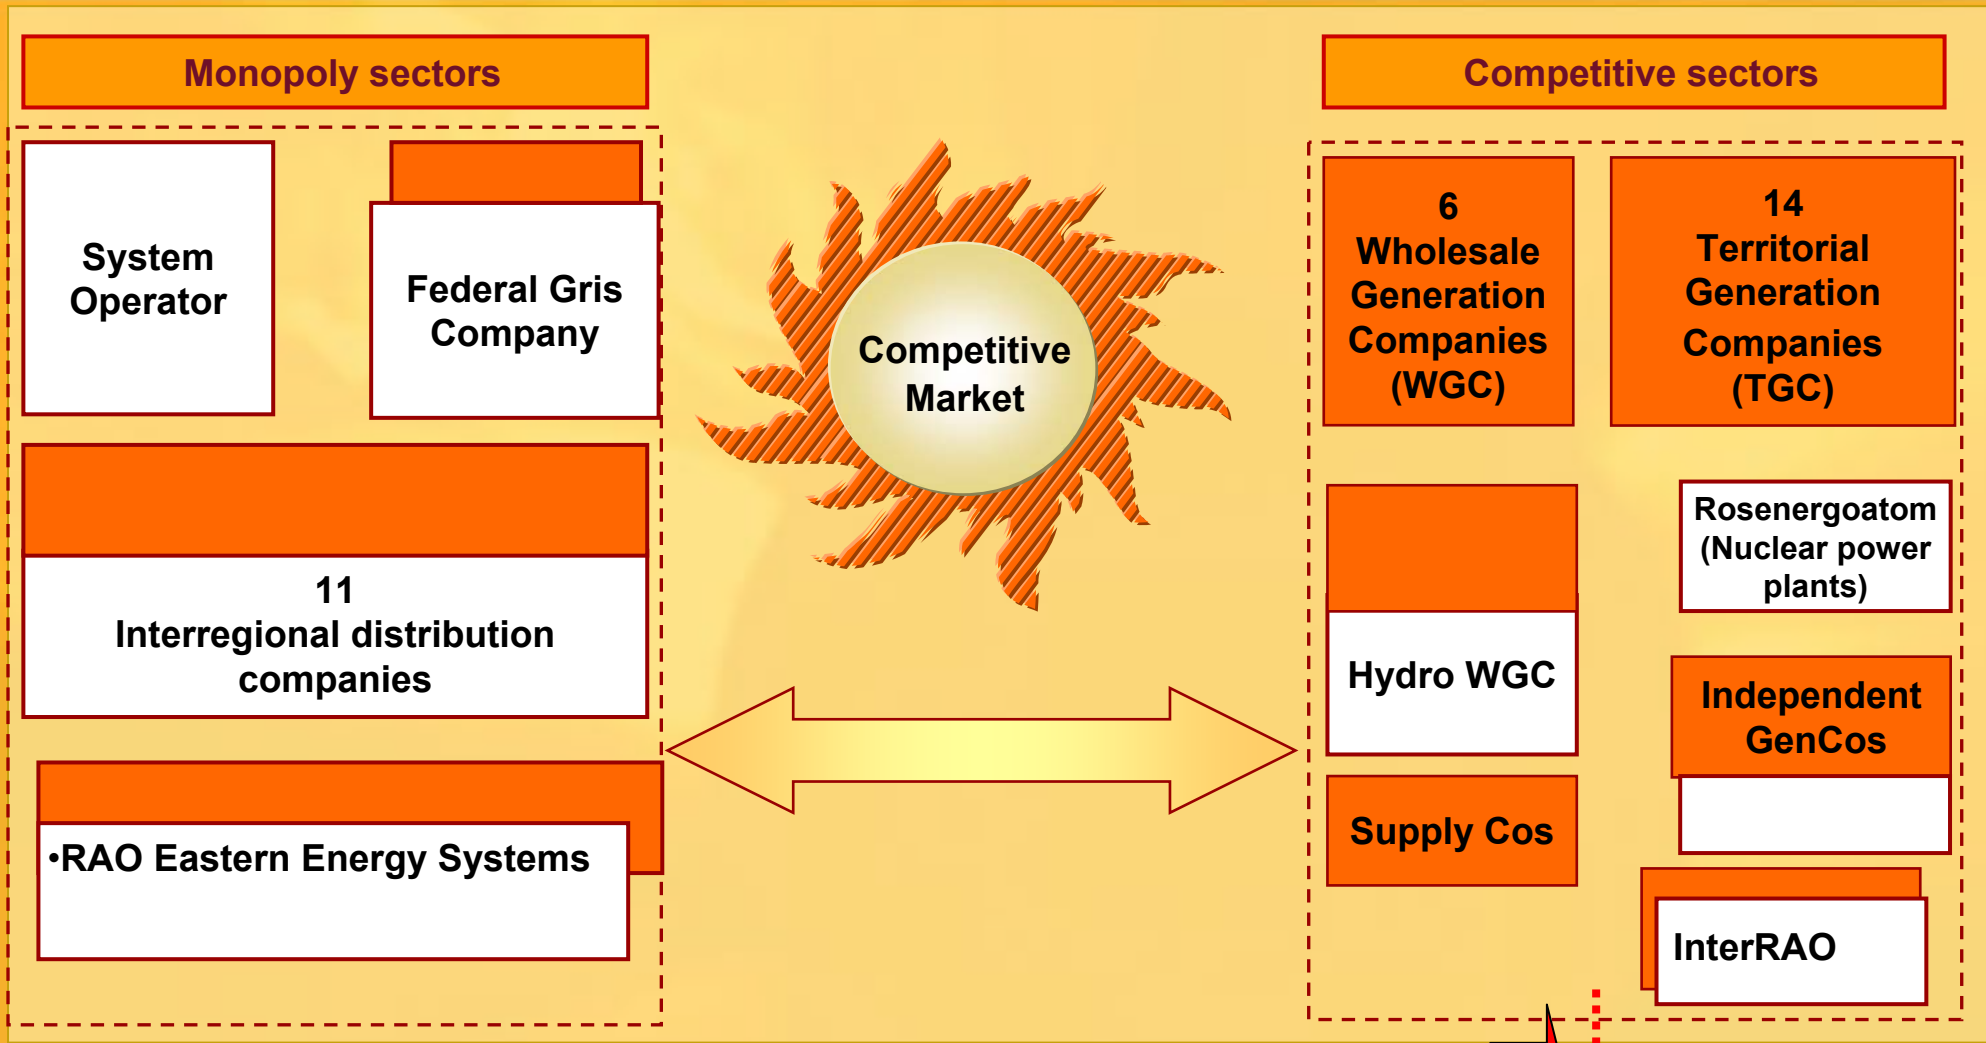 Monopoly sectors
System
Operator
Federal Gris
Company
11
Interregional distribution
companies
•RAO Eastern Energy Systems
Competitive
Market
Competitive sectors
6
Wholesale
Generation
Companies
(WGC)
14
Territorial
Generation
Companies
(TGC)
Hydro WGC
Rosenergoatom
(Nuclear power
plants)
Independent
GenCos
Supply Cos
InterRAO